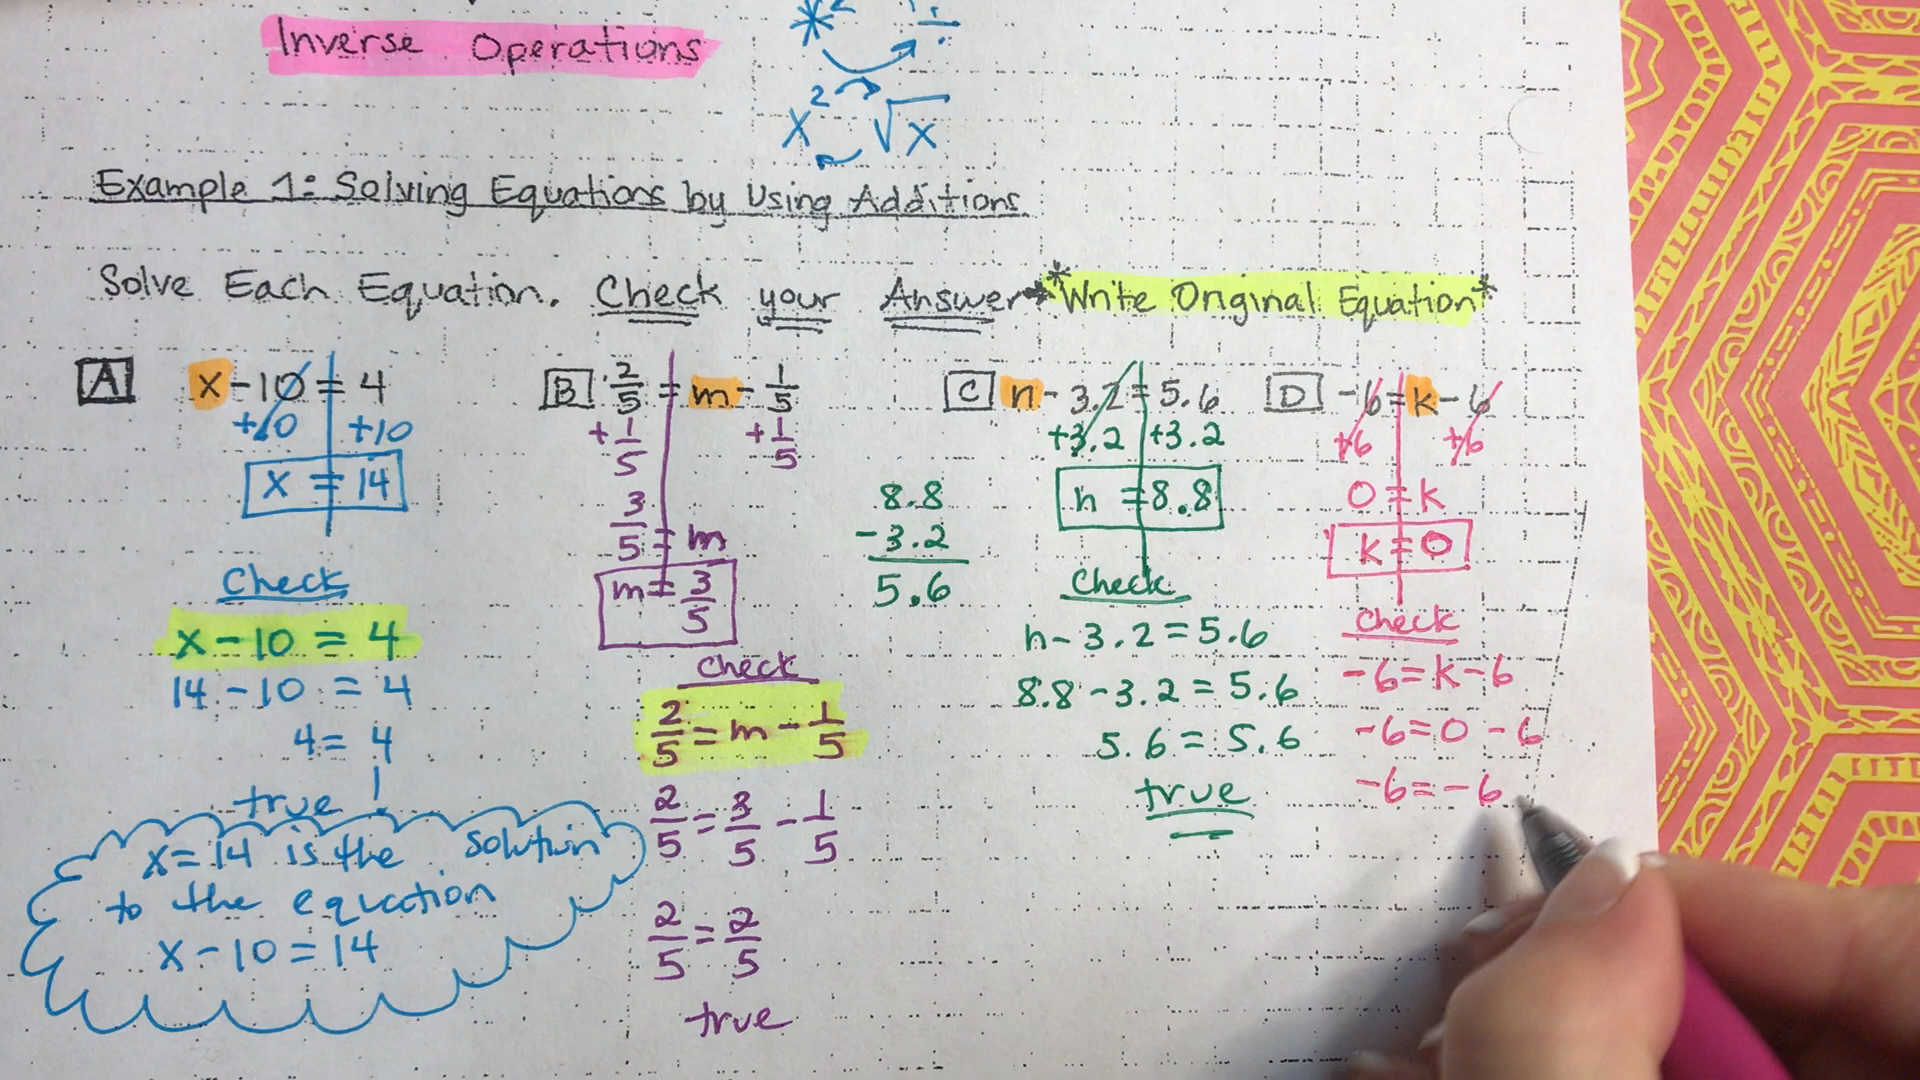 Inverse Operations
*² ÷
x² √x
Example 1: Solving Equations by Using Additions
Solve Each Equation. Check your Answer *Write Original Equation*
A x - 10 = 4
+10 +10
x = 14
Check
x - 10 = 4
14 - 10 = 4
4 = 4
true
x = 14 is the solution
to the equation
x - 10 = 14
B 2/5 = m - 1/5
+ 1/5 + 1/5
3/5 = m
m = 3/5
Check
2/5 = m - 1/5
2/5 = 3/5 - 1/5
2/5 = 2/5
true
8.8
- 3.2
5.6
C n - 3.2 = 5.6
+3.2 +3.2
n = 8.8
Check
n - 3.2 = 5.6
8.8 - 3.2 = 5.6
5.6 = 5.6
true
D -6 = k - 6
+6 +6
0 = k
k = 0
Check
-6 = k - 6
-6 = 0 - 6
-6 = -6